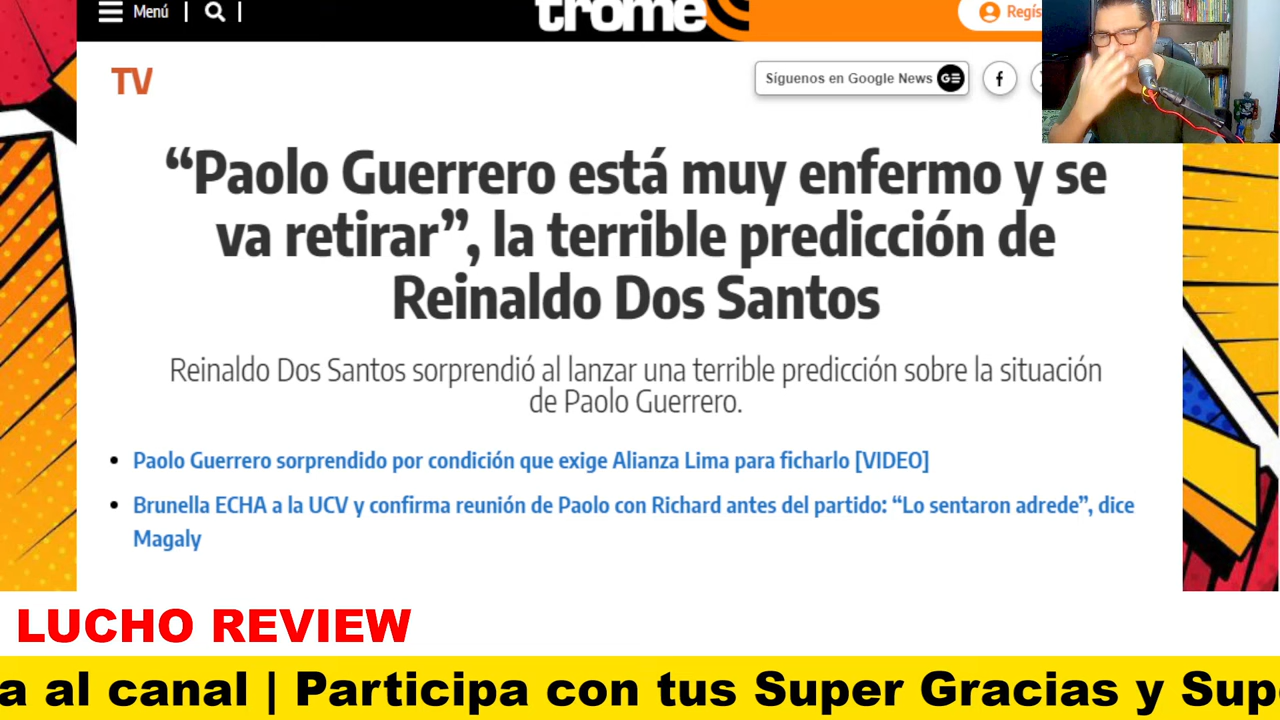 Menú
trome
TV
Síguenos en Google News
“Paolo Guerrero está muy enfermo y se
va retirar”, la terrible predicción de
Reinaldo Dos Santos
Reinaldo Dos Santos sorprendió al lanzar una terrible predicción sobre la situación
de Paolo Guerrero.
Paolo Guerrero sorprendido por condición que exige Alianza Lima para ficharlo [VIDEO]
Brunella ECHA a la UCV y confirma reunión de Paolo con Richard antes del partido: “Lo sentaron adrede”, dice
Magaly
LUCHO REVIEW
a al canal | Participa con tus Super Gracias y Supe